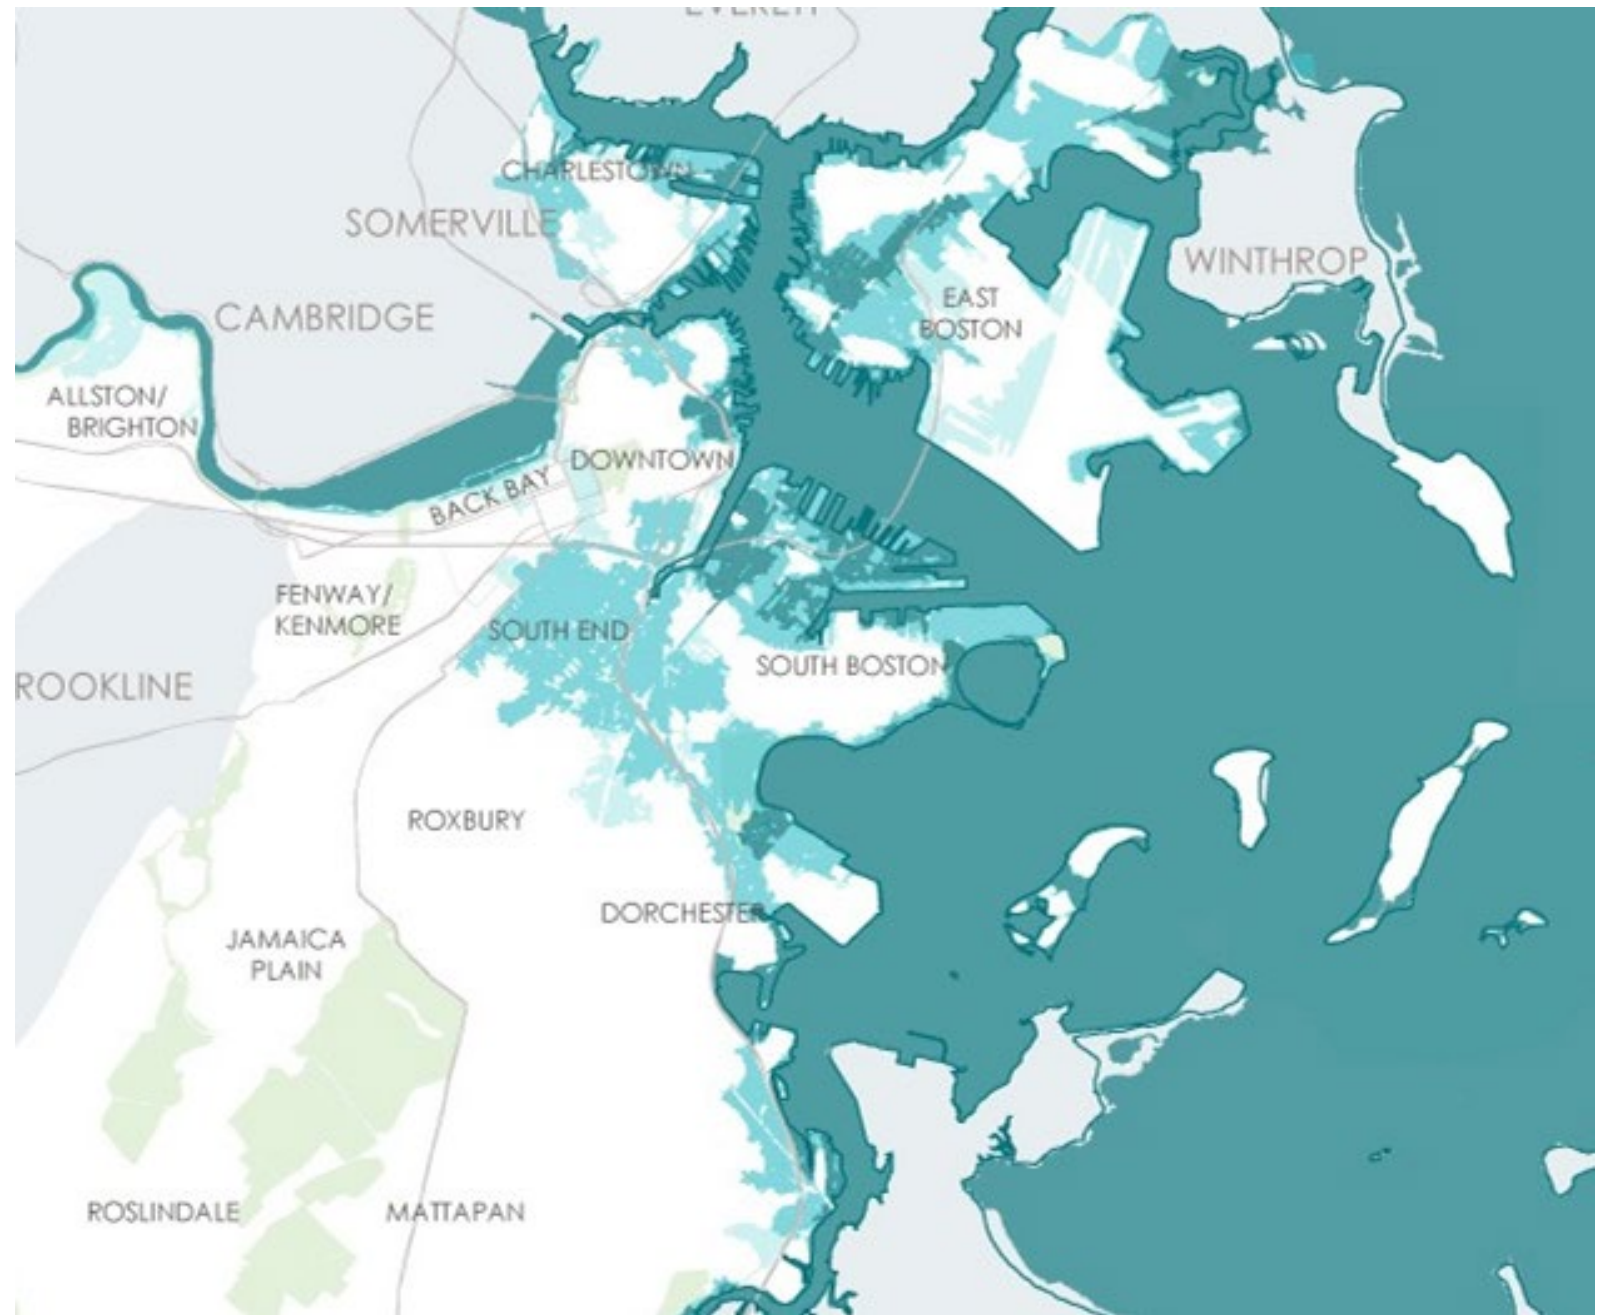 CHARLESTOWN
SOMERVILLE
WINTHROP
CAMBRIDGE
EAST
BOSTON
ALLSTON/
BRIGHTON
DOWNTOWN
BACK BAY
FENWAY/
KENMORE
SOUTH END
SOUTH BOSTON
ROOKLINE
ROXBURY
DORCHESTER
JAMAICA
PLAIN
ROSLINDALE
MATTAPAN